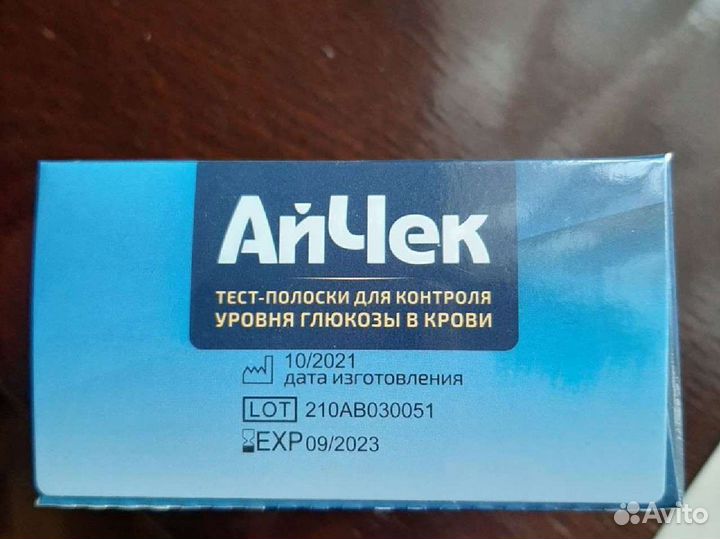 АйЧек
ТЕСТ-ПОЛОСКИ ДЛЯ КОНТРОЛЯ
УРОВНЯ ГЛЮКОЗЫ В КРОВИ
10/2021
дата изготовления
LOT 210AB030051
EXP 09/2023
Avito